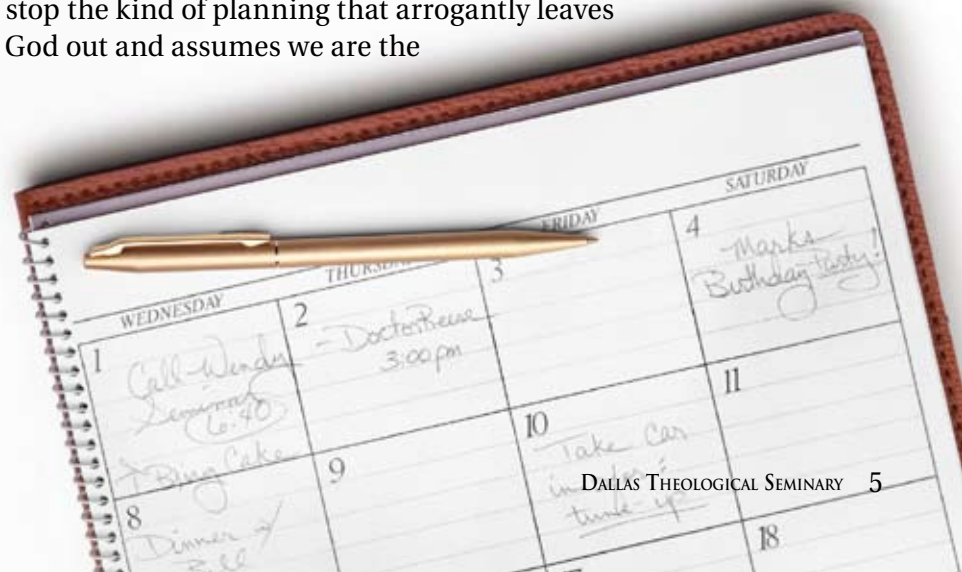 stop the kind of planning that arrogantly leaves
God out and assumes we are the
WEDNESDAY
FRIDAY
SATURDAY
1
Call Wendy
Seminar
6:40
Bring Cake
2
- Doctor Reese
3:00 pm
3
4
- Mark's
Birthday Party!
8
Dinner w/
Bill
9
10
- Take Car
in for
tune-up
11
18
DALLAS THEOLOGICAL SEMINARY 5